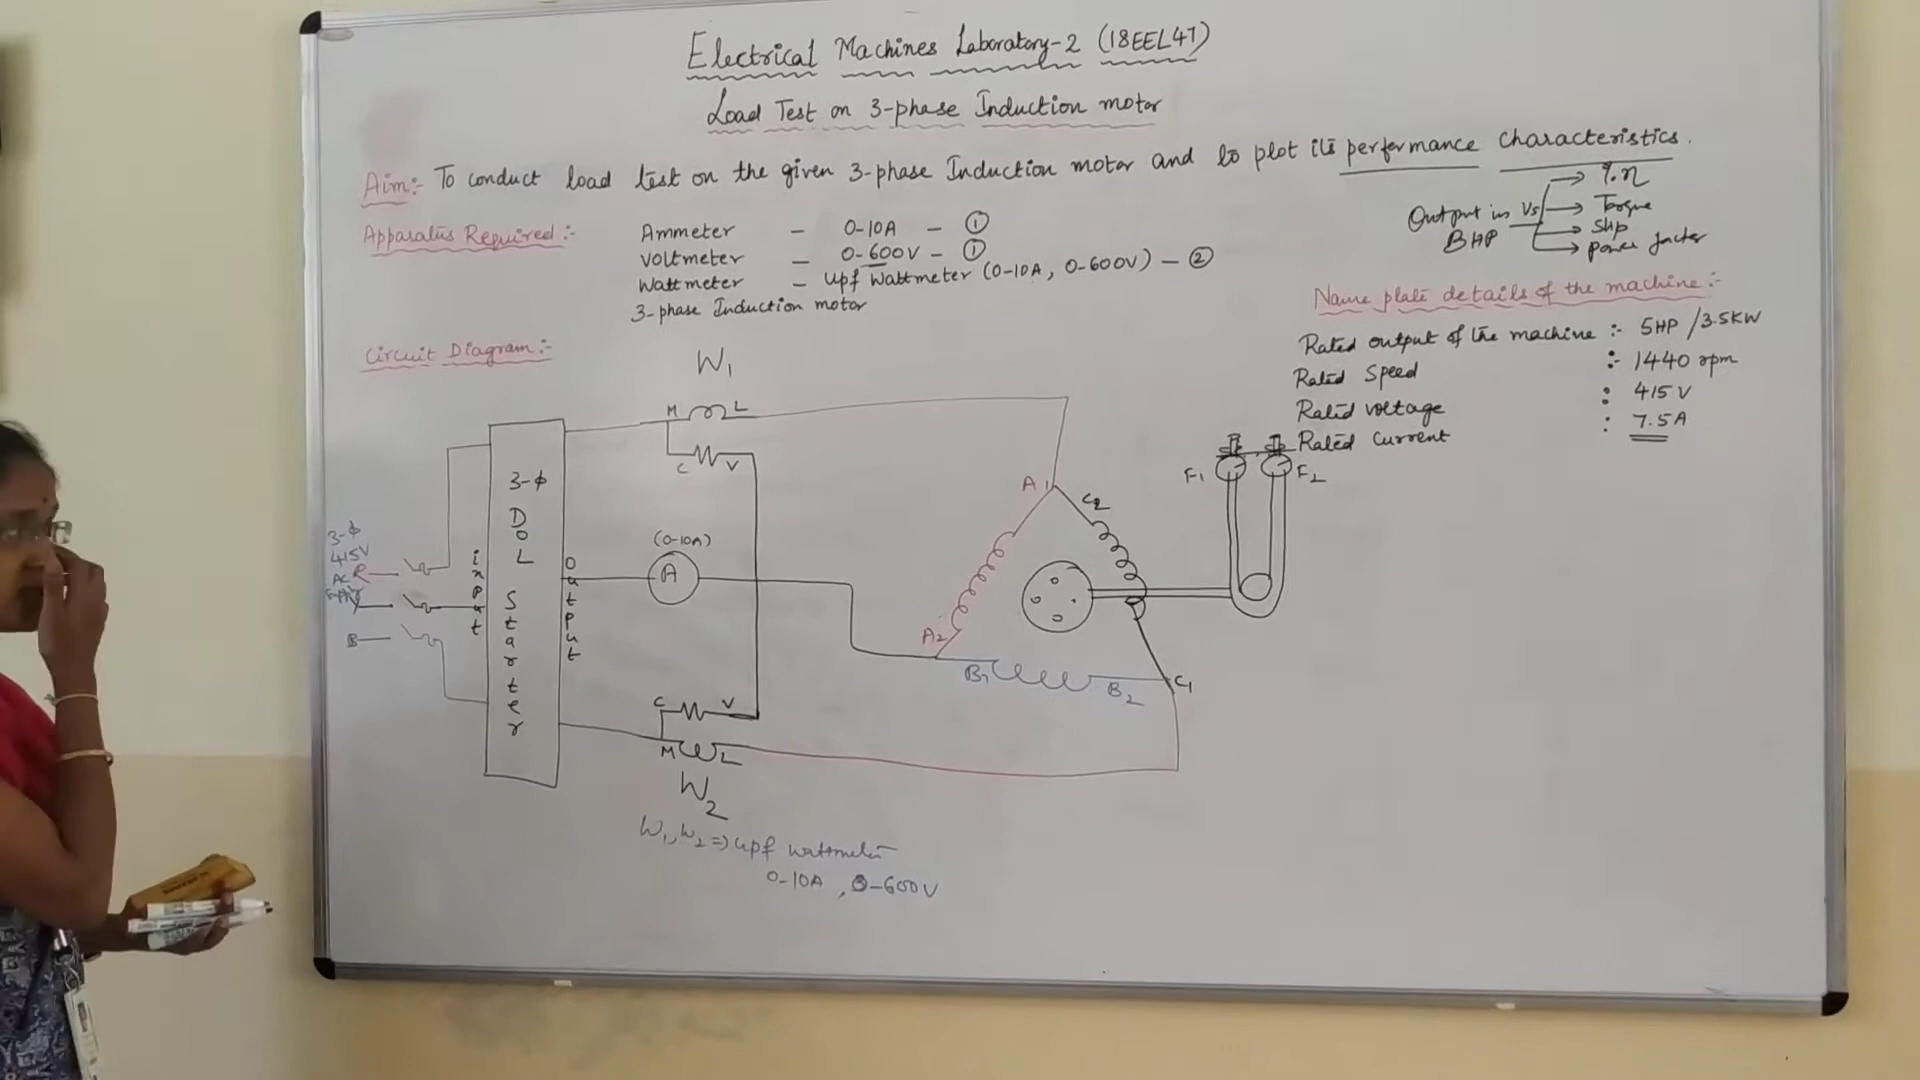 Electrical Machines Laboratory-2 (18EEL47)
Load Test on 3-phase Induction motor
Aim:- To conduct load test on the given 3-phase Induction motor and to plot its performance characteristics.
Output in BHP Vs
%η
Torque
Slip
Power factor
Apparatus Required:-
Ammeter - 0-10A - 1
Voltmeter - 0-600V - 1
Wattmeter - upf Wattmeter (0-10A, 0-600V) - 2
3-phase Induction motor
Name plate details of the machine:-
Rated output of the machine :- 5HP/3.5KW
Rated Speed :- 1440 rpm
Rated voltage : 415V
Rated Current : 7.5A
Circuit Diagram:-
W1
M L
C V
3-ϕ
415V
AC
R
Y
B
input
3-ϕ DOL Starter
output
(0-10A)
A
C V
M L
W2
W1, W2 => upf wattmeter
0-10A, 0-600V
A1
C2
A2
B1
B2
C1
F1 F2